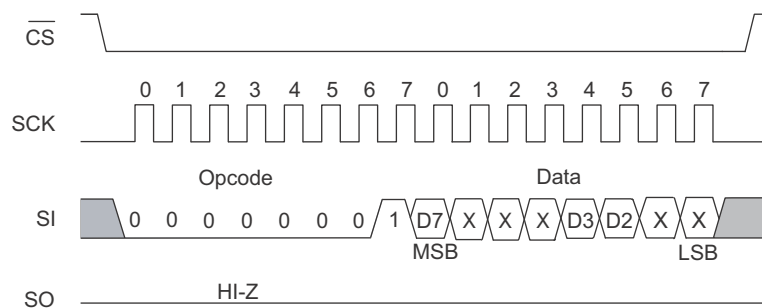 CS
0 1 2 3 4 5 6 7 0 1 2 3 4 5 6 7
SCK
Opcode Data
SI 0 0 0 0 0 0 0 1 D7 X X X D3 D2 X X
MSB LSB
HI-Z
SO